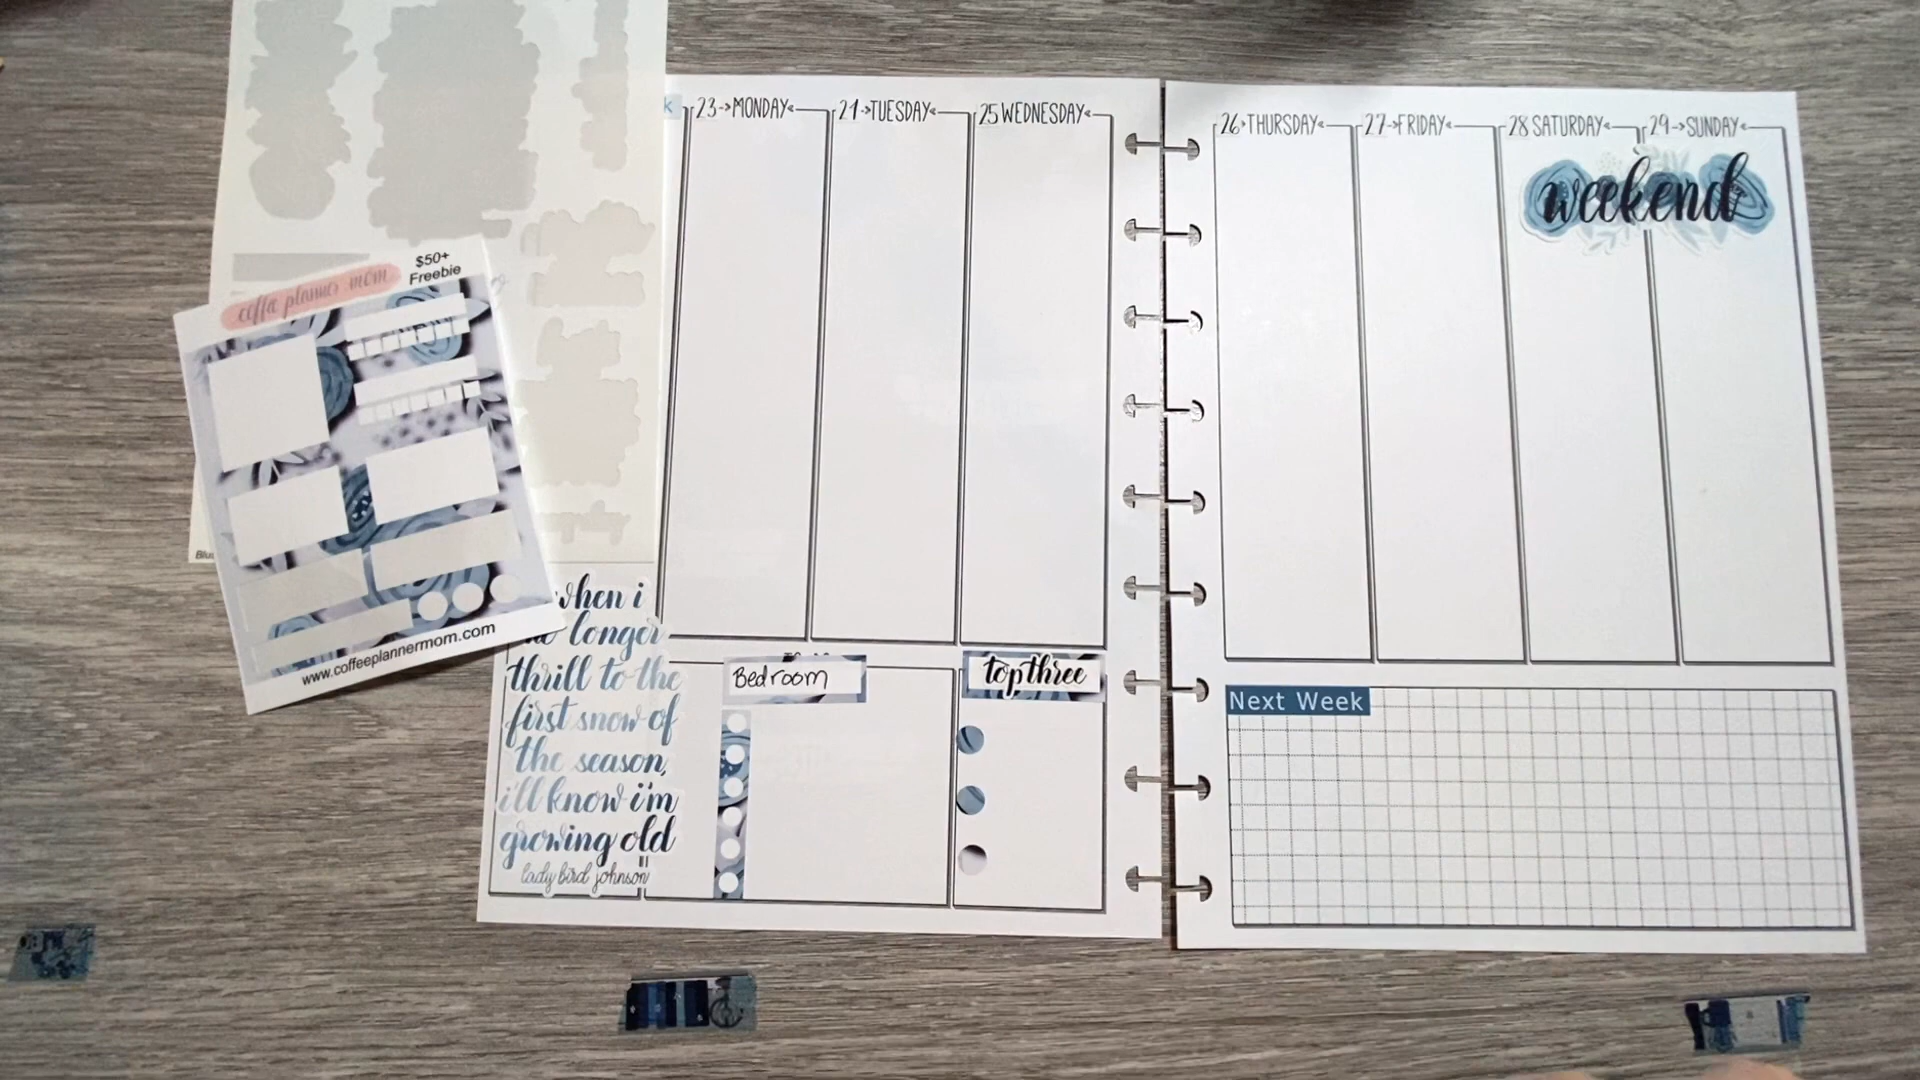 23→MONDAY←
24→TUESDAY←
25 WEDNESDAY←
26→THURSDAY←
27→FRIDAY←
28 SATURDAY←
29→SUNDAY←
weekend
coffee planner mom
$50+
Freebie
www.coffeeplannermom.com
when i
longer
thrill to the
first snow of
the season,
i'll know i'm
growing old
lady bird johnson
Bedroom
top three
Next Week